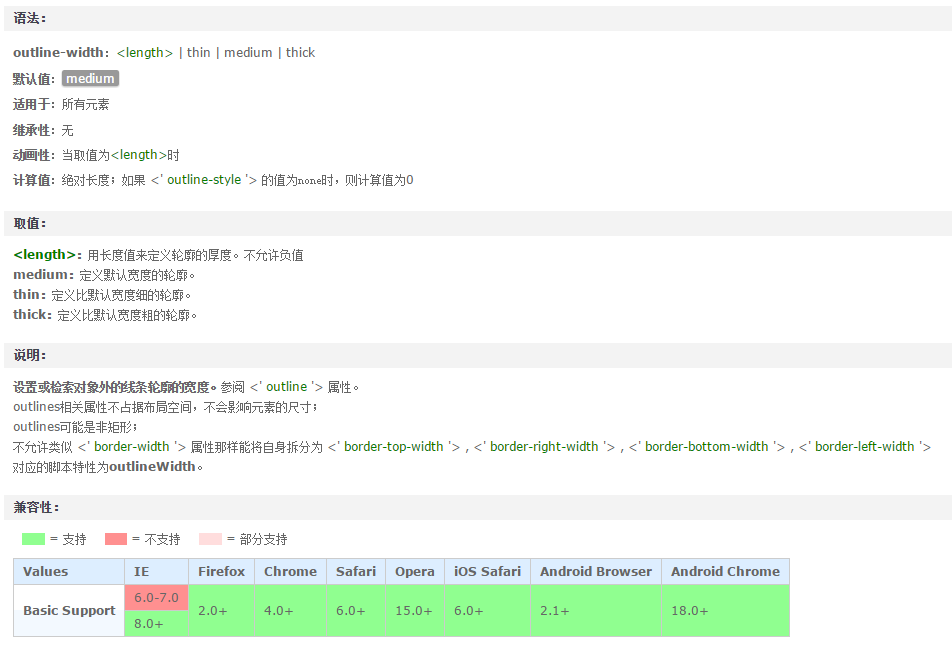 语法：
outline-width：<length> | thin | medium | thick
默认值：medium
适用于：所有元素
继承性：无
动画性：当取值为<length>时
计算值：绝对长度；如果 <' outline-style '> 的值为none时，则计算值为0
取值：
<length>：用长度值来定义轮廓的厚度。不允许负值
medium：定义默认宽度的轮廓。
thin：定义比默认宽度细的轮廓。
thick：定义比默认宽度粗的轮廓。
说明：
设置或检索对象外的线条轮廓的宽度。参阅 <' outline '> 属性。
outlines相关属性不占据布局空间，不会影响元素的尺寸；
outlines可能是非矩形；
不允许类似 <' border-width '> 属性那样能将自身拆分为 <' border-top-width '> , <' border-right-width '> , <' border-bottom-width '> , <' border-left-width '>
对应的脚本特性为outlineWidth。
兼容性：
= 支持 = 不支持 = 部分支持
Values IE Firefox Chrome Safari Opera iOS Safari Android Browser Android Chrome
Basic Support 6.0-7.0 2.0+ 4.0+ 6.0+ 15.0+ 6.0+ 2.1+ 18.0+
8.0+